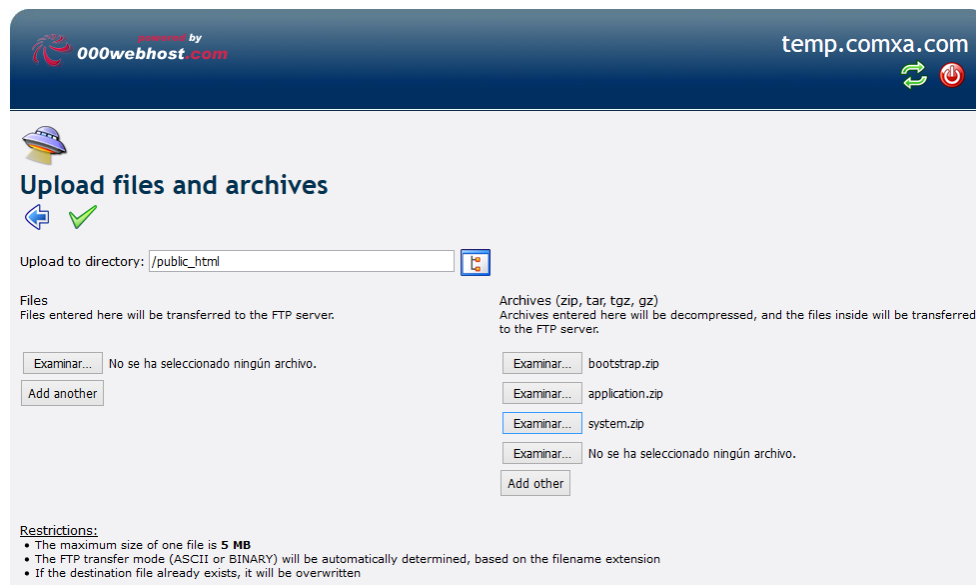 powered by
000webhost.com
temp.comxa.com
Upload files and archives
Upload to directory: /public_html
Files
Files entered here will be transferred to the FTP server.
Examinar... No se ha seleccionado ningún archivo.
Add another
Archives (zip, tar, tgz, gz)
Archives entered here will be decompressed, and the files inside will be transferred
to the FTP server.
Examinar... bootstrap.zip
Examinar... application.zip
Examinar... system.zip
Examinar... No se ha seleccionado ningún archivo.
Add other
Restrictions:
• The maximum size of one file is 5 MB
• The FTP transfer mode (ASCII or BINARY) will be automatically determined, based on the filename extension
• If the destination file already exists, it will be overwritten